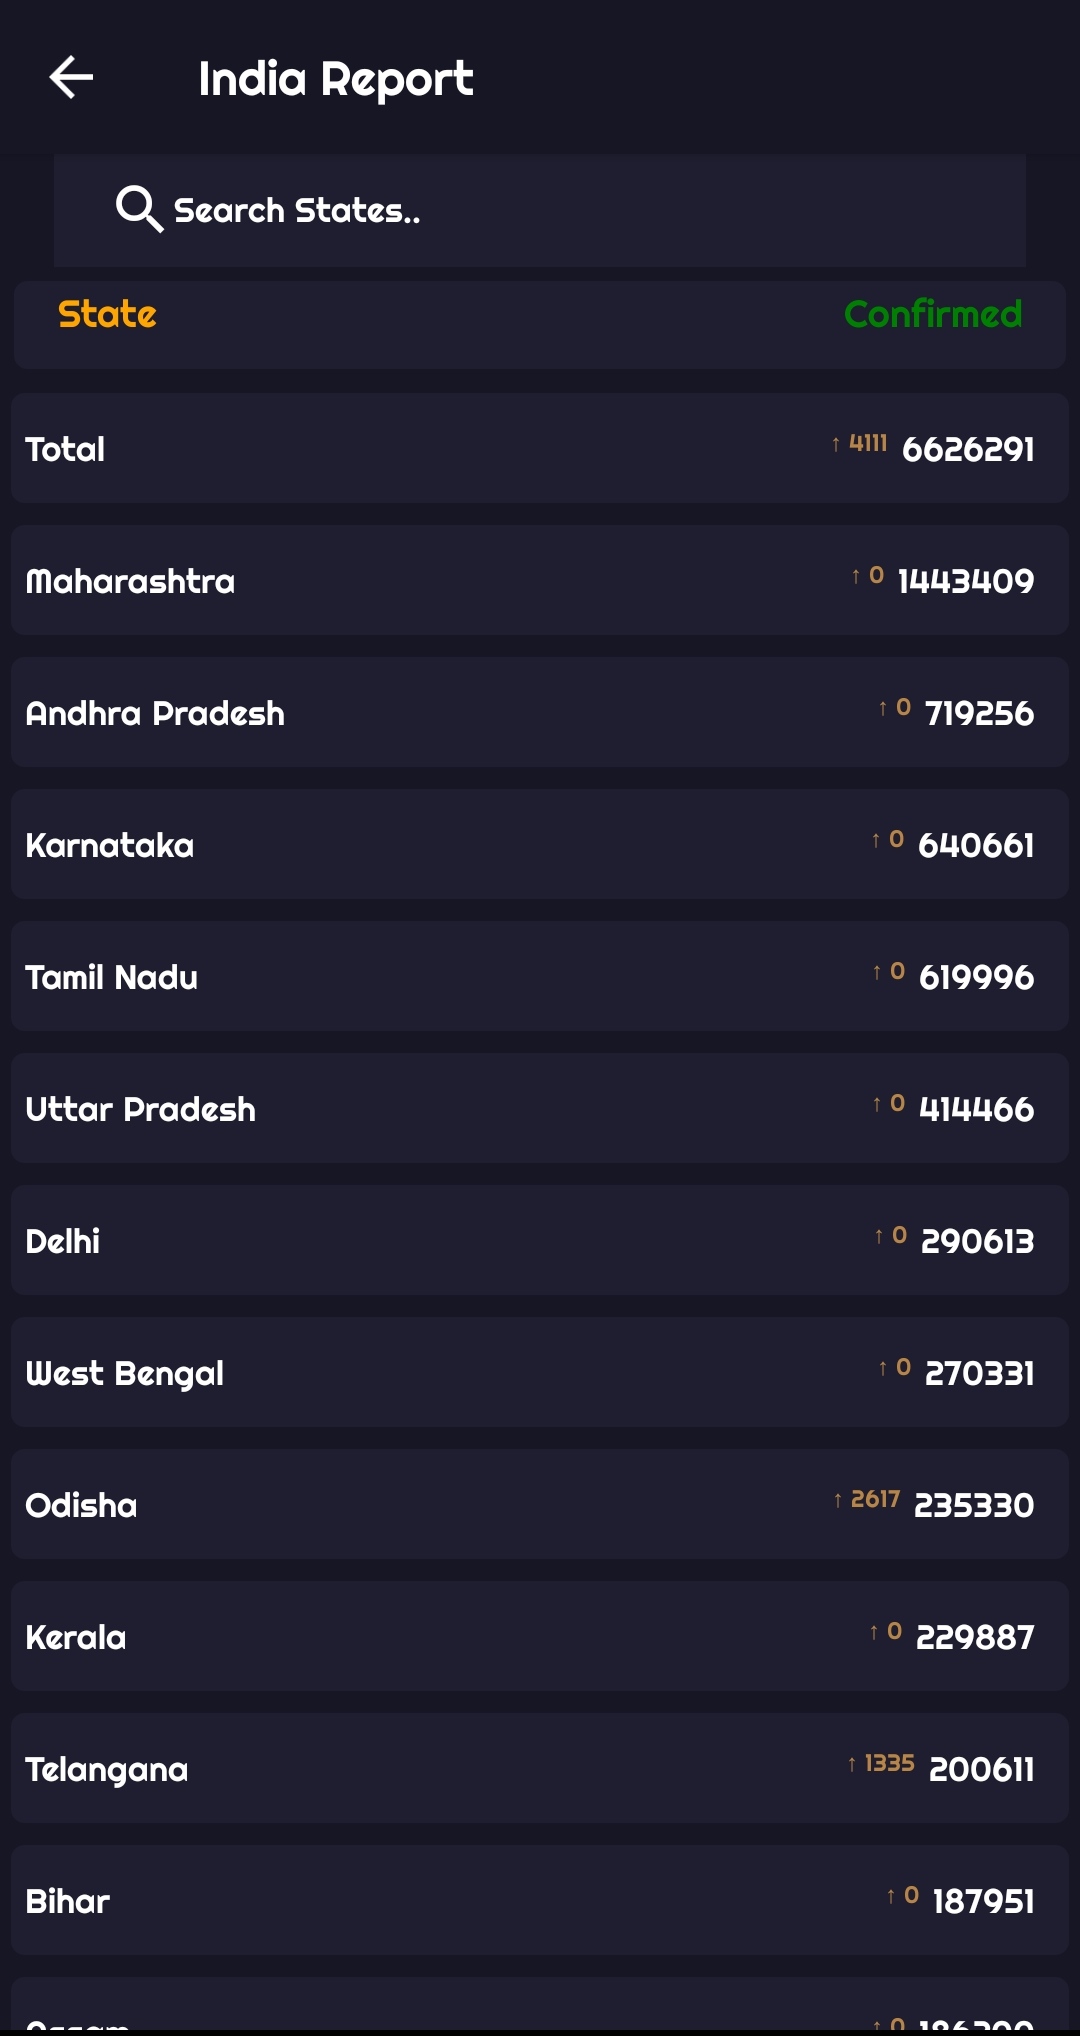 India Report
Search States..
State Confirmed
Total ↑ 4111 6626291
Maharashtra ↑ 0 1443409
Andhra Pradesh ↑ 0 719256
Karnataka ↑ 0 640661
Tamil Nadu ↑ 0 619996
Uttar Pradesh ↑ 0 414466
Delhi ↑ 0 290613
West Bengal ↑ 0 270331
Odisha ↑ 2617 235330
Kerala ↑ 0 229887
Telangana ↑ 1335 200611
Bihar ↑ 0 187951
Assam ↑ 0